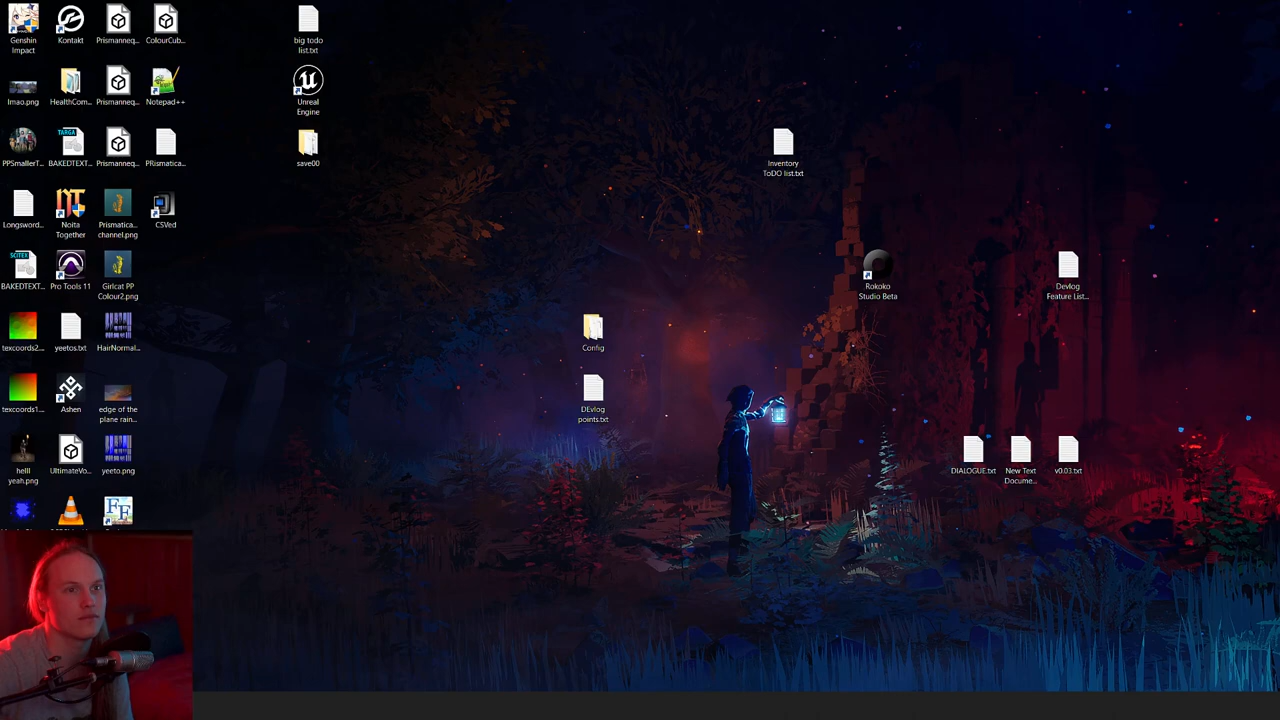 Genshin
Impact
Kontakt
Prismanneq...
ColourCub...
big todo
list.txt
lmao.png
HealthCom...
Prismanneq...
Notepad++
Unreal
Engine
PPSmallerT...
TARGA
BAKEDTEXT...
Prismanneq...
PRismatica...
save00
Inventory
ToDO list.txt
Longsword...
Noita
Together
Prismatica...
channel.png
CSVed
SCITEX
BAKEDTEXT...
Pro Tools 11
Girlcat PP
Colour2.png
Rokoko
Studio Beta
Devlog
Feature List...
texcoords2...
yeetos.txt
HairNormal...
Config
texcoords1...
Ashen
edge of the
plane rain...
DEvlog
points.txt
helll
yeah.png
UltimateVo...
yeeto.png
DIALOGUE.txt
New Text
Docume...
v0.03.txt
FF